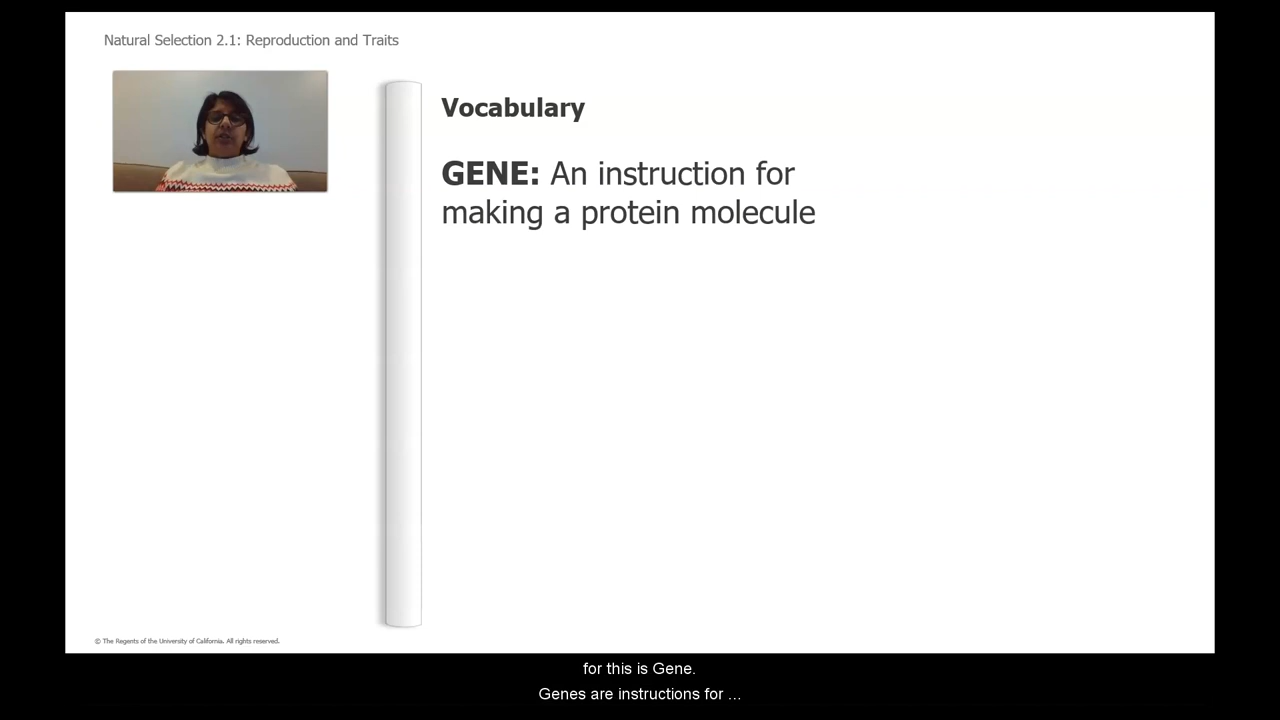 Natural Selection 2.1: Reproduction and Traits
Vocabulary
GENE: An instruction for
making a protein molecule
© The Regents of the University of California. All rights reserved.
for this is Gene.
Genes are instructions for ...